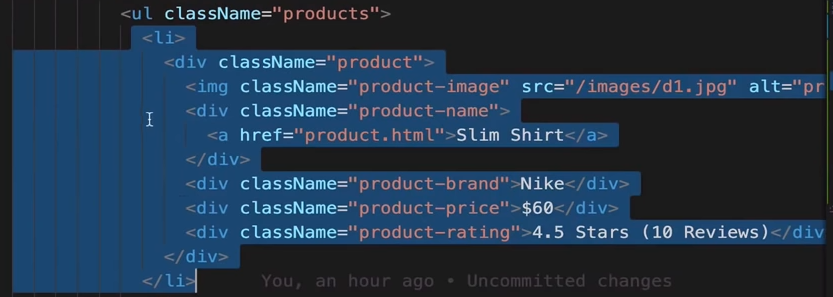 <ul className="products">
<li>
<div className="product">
<img className="product-image" src="/images/d1.jpg" alt="pr
<div className="product-name">
<a href="product.html">Slim Shirt</a>
</div>
<div className="product-brand">Nike</div>
<div className="product-price">$60</div>
<div className="product-rating">4.5 Stars (10 Reviews)</div
</div>
</li> You, an hour ago • Uncommitted changes